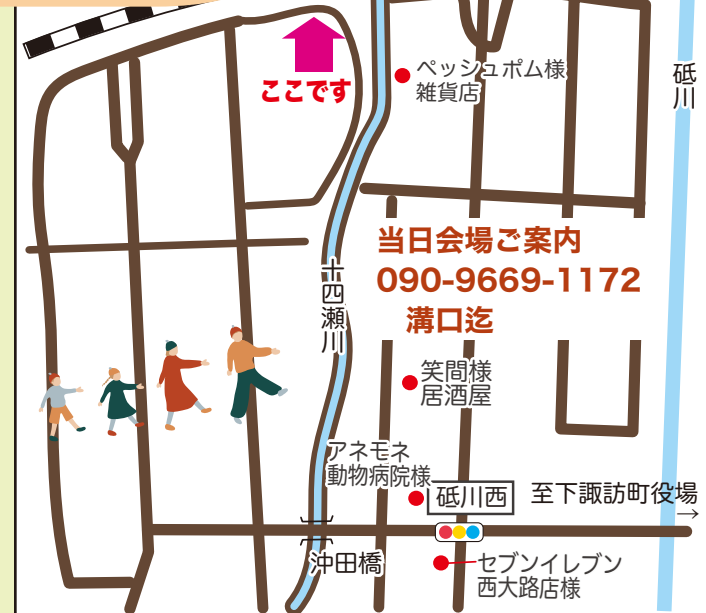 ここです
ペッシュポム様
雑貨店
砥川
当日会場ご案内
090-9669-1172
溝口迄
十四瀬川
笑間様
居酒屋
アネモネ
動物病院様
砥川西
至下諏訪町役場
→
沖田橋
セブンイレブン
西大路店様